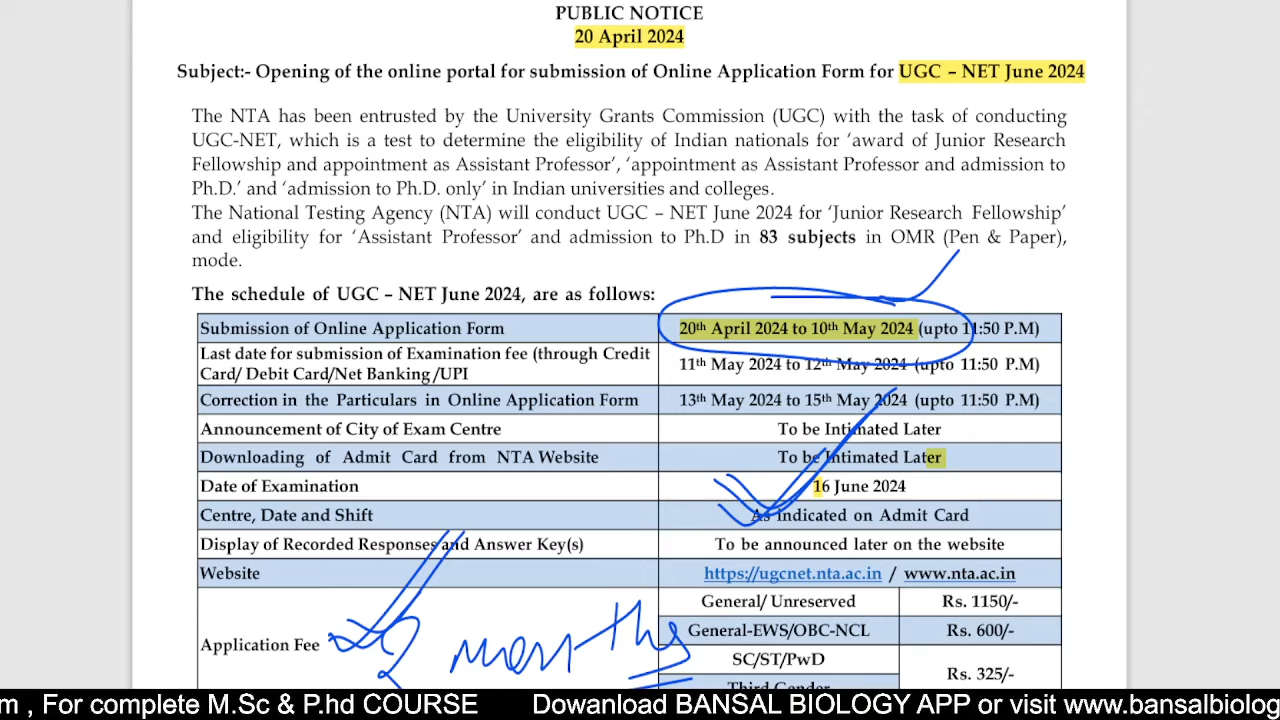 PUBLIC NOTICE
20 April 2024
Subject:- Opening of the online portal for submission of Online Application Form for UGC – NET June 2024
The NTA has been entrusted by the University Grants Commission (UGC) with the task of conducting
UGC-NET, which is a test to determine the eligibility of Indian nationals for ‘award of Junior Research
Fellowship and appointment as Assistant Professor’, ‘appointment as Assistant Professor and admission to
Ph.D.’ and ‘admission to Ph.D. only’ in Indian universities and colleges.
The National Testing Agency (NTA) will conduct UGC – NET June 2024 for ‘Junior Research Fellowship’
and eligibility for ‘Assistant Professor’ and admission to Ph.D in 83 subjects in OMR (Pen & Paper),
mode.
The schedule of UGC – NET June 2024, are as follows:
Submission of Online Application Form 20th April 2024 to 10th May 2024 (upto 11:50 P.M)
Last date for submission of Examination fee (through Credit
Card/ Debit Card/Net Banking /UPI 11th May 2024 to 12th May 2024 (upto 11:50 P.M)
Correction in the Particulars in Online Application Form 13th May 2024 to 15th May 2024 (upto 11:50 P.M)
Announcement of City of Exam Centre To be Intimated Later
Downloading of Admit Card from NTA Website To be Intimated Later
Date of Examination 16 June 2024
Centre, Date and Shift As indicated on Admit Card
Display of Recorded Responses and Answer Key(s) To be announced later on the website
Website https://ugcnet.nta.ac.in / www.nta.ac.in
General/ Unreserved Rs. 1150/-
General-EWS/OBC-NCL Rs. 600/-
Application Fee
SC/ST/PwD
Rs. 325/-
Third Gender
2 months
m , For complete M.Sc & P.hd COURSE Dowanload BANSAL BIOLOGY APP or visit www.bansalbiolog